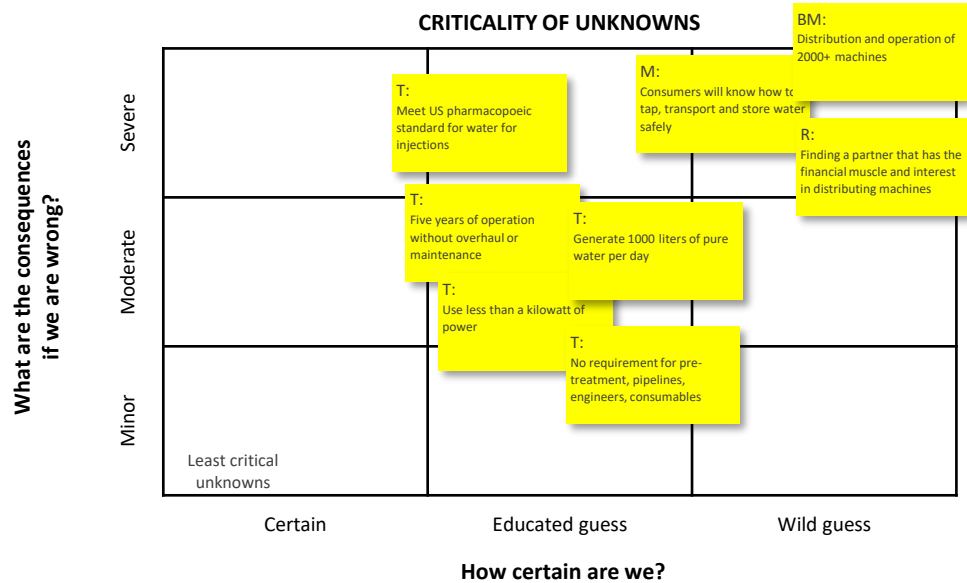 CRITICALITY OF UNKNOWNS
BM:
Distribution and operation of
2000+ machines
M:
Consumers will know how to
tap, transport and store water
safely
T:
Meet US pharmacopoeic
standard for water for
injections
R:
Finding a partner that has the
financial muscle and interest
in distributing machines
T:
Five years of operation
without overhaul or
maintenance
T:
Generate 1000 liters of pure
water per day
T:
Use less than a kilowatt of
power
T:
No requirement for pre-
treatment, pipelines,
engineers, consumables
What are the consequences
if we are wrong?
Severe
Moderate
Minor
Least critical
unknowns
Certain
Educated guess
Wild guess
How certain are we?